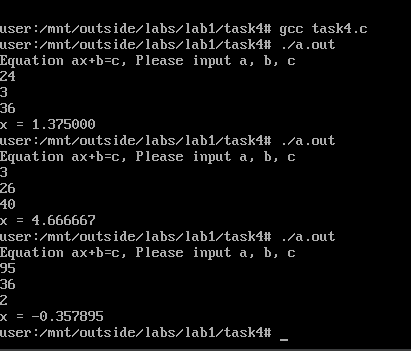 user:/mnt/outside/labs/lab1/task4# gcc task4.c
user:/mnt/outside/labs/lab1/task4# ./a.out
Equation ax+b=c, Please input a, b, c
24
3
36
x = 1.375000
user:/mnt/outside/labs/lab1/task4# ./a.out
Equation ax+b=c, Please input a, b, c
3
26
40
x = 4.666667
user:/mnt/outside/labs/lab1/task4# ./a.out
Equation ax+b=c, Please input a, b, c
95
36
2
x = -0.357895
user:/mnt/outside/labs/lab1/task4# _